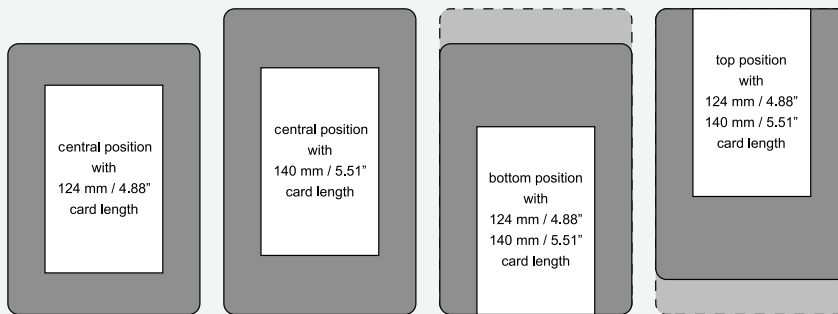 central position
with
124 mm / 4.88”
card length
central position
with
140 mm / 5.51”
card length
bottom position
with
124 mm / 4.88”
140 mm / 5.51”
card length
top position
with
124 mm / 4.88”
140 mm / 5.51”
card length